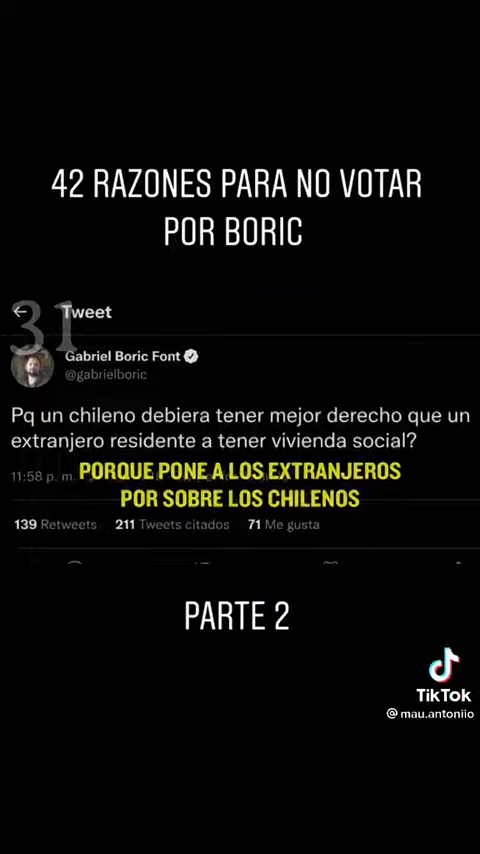 42 RAZONES PARA NO VOTAR
POR BORIC
31
Tweet
Gabriel Boric Font
@gabrielboric
Pq un chileno debiera tener mejor derecho que un
extranjero residente a tener vivienda social?
11:58 p. m.
PORQUE PONE A LOS EXTRANJEROS
POR SOBRE LOS CHILENOS
139 Retweets 211 Tweets citados 71 Me gusta
PARTE 2
TikTok
@mau.antoniio